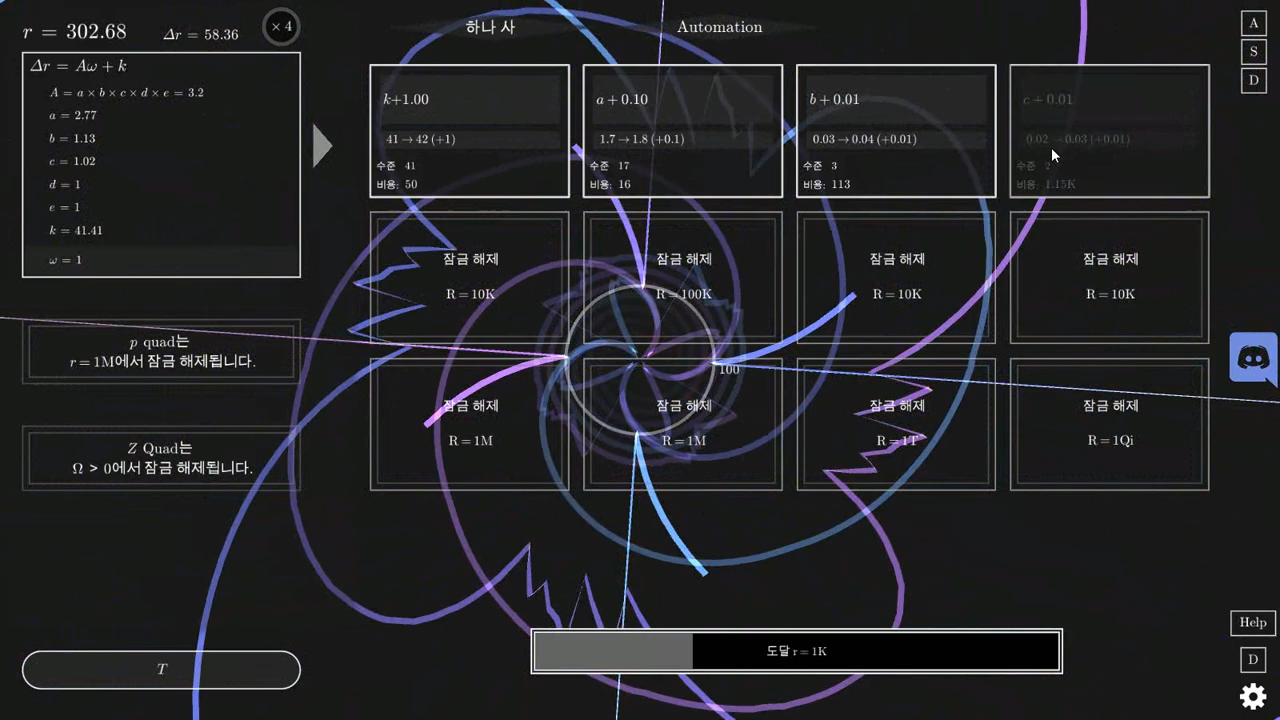 r = 302.68
Δr = 58.36
× 4
하나 사
Automation
A
S
D
Δr = Aω + k
A = a × b × c × d × e = 3.2
a = 2.77
b = 1.13
c = 1.02
d = 1
e = 1
k = 41.41
ω = 1
k+1.00
41 → 42 (+1)
수준 41
비용: 50
a + 0.10
1.7 → 1.8 (+0.1)
수준 17
비용: 16
b + 0.01
0.03 → 0.04 (+0.01)
수준 3
비용: 113
c + 0.01
0.02 → 0.03 (+0.01)
수준 2
비용: 1.15K
잠금 해제
R = 10K
잠금 해제
R = 100K
잠금 해제
R = 10K
잠금 해제
R = 10K
p quad는
r = 1M에서 잠금 해제됩니다.
100
잠금 해제
R = 1M
잠금 해제
R = 1M
잠금 해제
R = 1T
잠금 해제
R = 1Qi
Z Quad는
Ω > 0에서 잠금 해제됩니다.
도달 r = 1K
T
Help
D